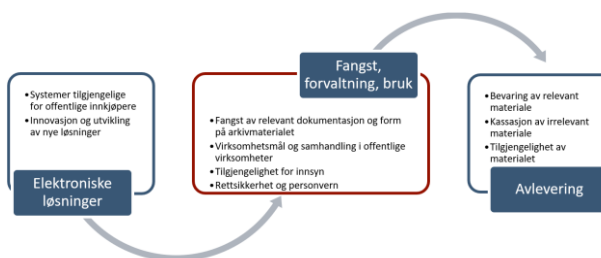 •Systemer tilgjengelige
for offentlige innkjøpere
•Innovasjon og utvikling
av nye løsninger
Elektroniske
løsninger
Fangst,
forvaltning, bruk
•Fangst av relevant dokumentasjon og form
på arkivmaterialet
•Virksomhetsmål og samhandling i offentlige
virksomheter
•Tilgjengelighet for innsyn
•Rettsikkerhet og personvern
•Bevaring av relevant
materiale
•Kassasjon av irrelevant
materiale
•Tilgjengelighet av
materialet
Avlevering